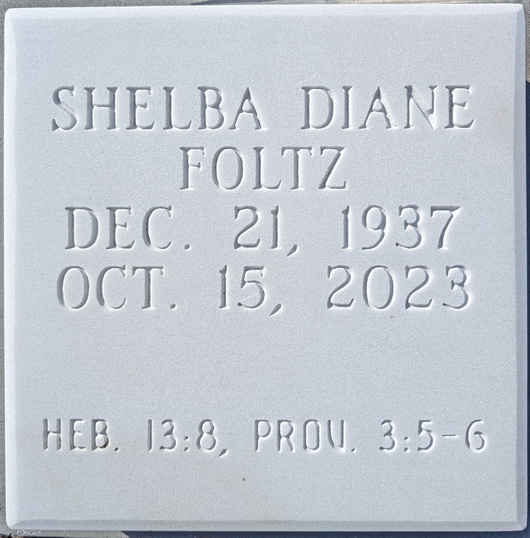 SHELBA DIANE
FOLTZ
DEC. 21, 1937
OCT. 15, 2023
HEB. 13:8, PROV. 3:5-6